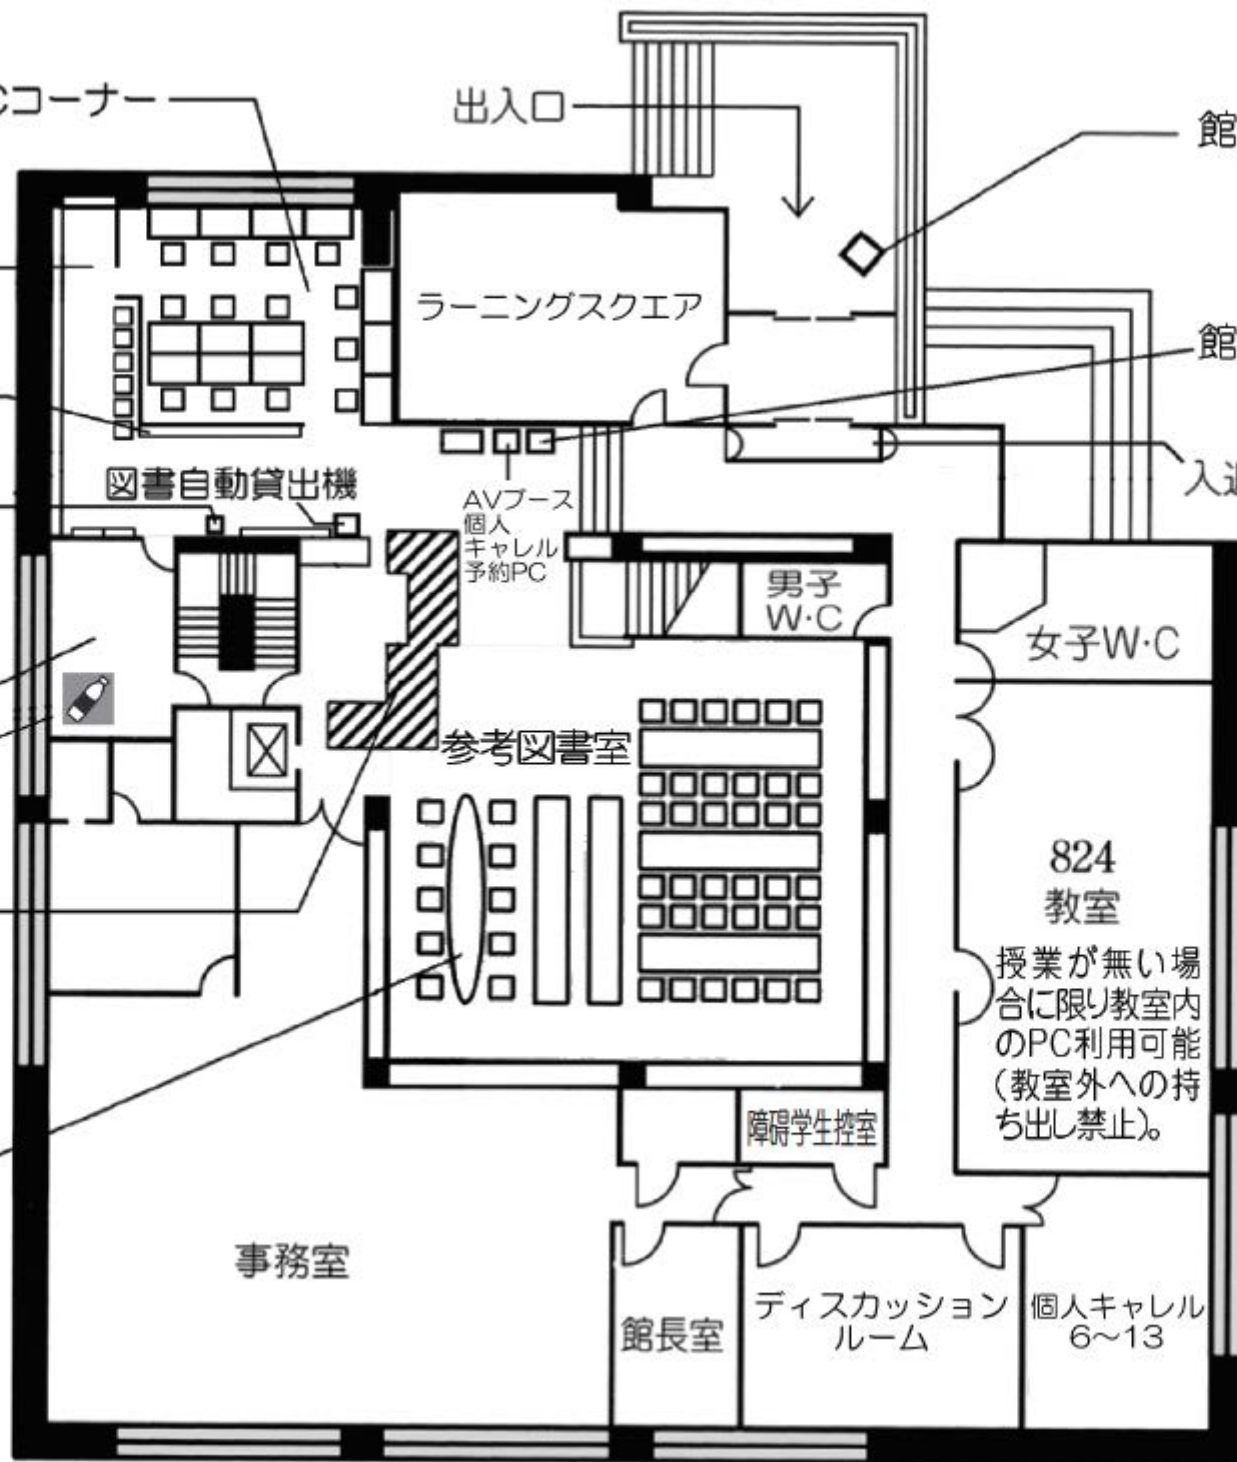 Cコーナー
出入口
館
ラーニングスクエア
館
図書自動貸出機
入退
AVブース
個人
キャレル
予約PC
男子
W・C
女子W・C
参考図書室
824
教室
授業が無い場
合に限り教室内
のPC利用可能
(教室外への持
ち出し禁止)。
障碍学生控室
事務室
館長室
ディスカッション
ルーム
個人キャレル
6〜13